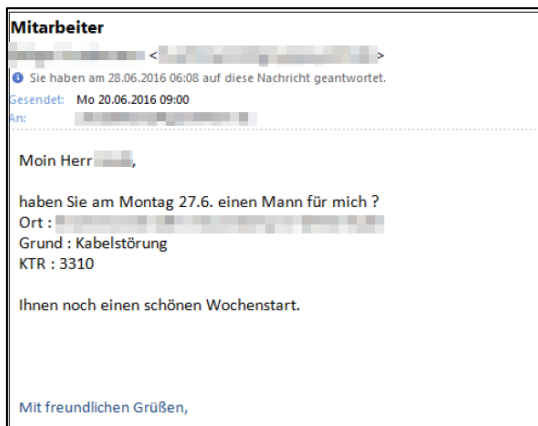 Mitarbeiter
< >
Sie haben am 28.06.2016 06:08 auf diese Nachricht geantwortet.
Gesendet: Mo 20.06.2016 09:00
An:
Moin Herr ,
haben Sie am Montag 27.6. einen Mann für mich ?
Ort :
Grund : Kabelstörung
KTR : 3310
Ihnen noch einen schönen Wochenstart.
Mit freundlichen Grüßen,